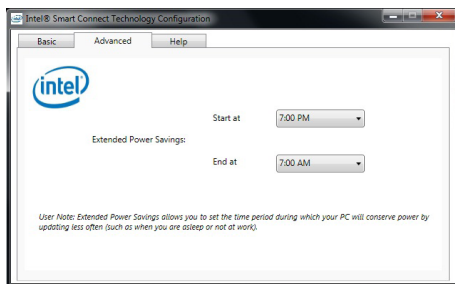 Intel® Smart Connect Technology Configuration
Basic Advanced Help
intel
Start at 7:00 PM
Extended Power Savings:
End at 7:00 AM
User Note: Extended Power Savings allows you to set the time period during which your PC will conserve power by
updating less often (such as when you are asleep or not at work).